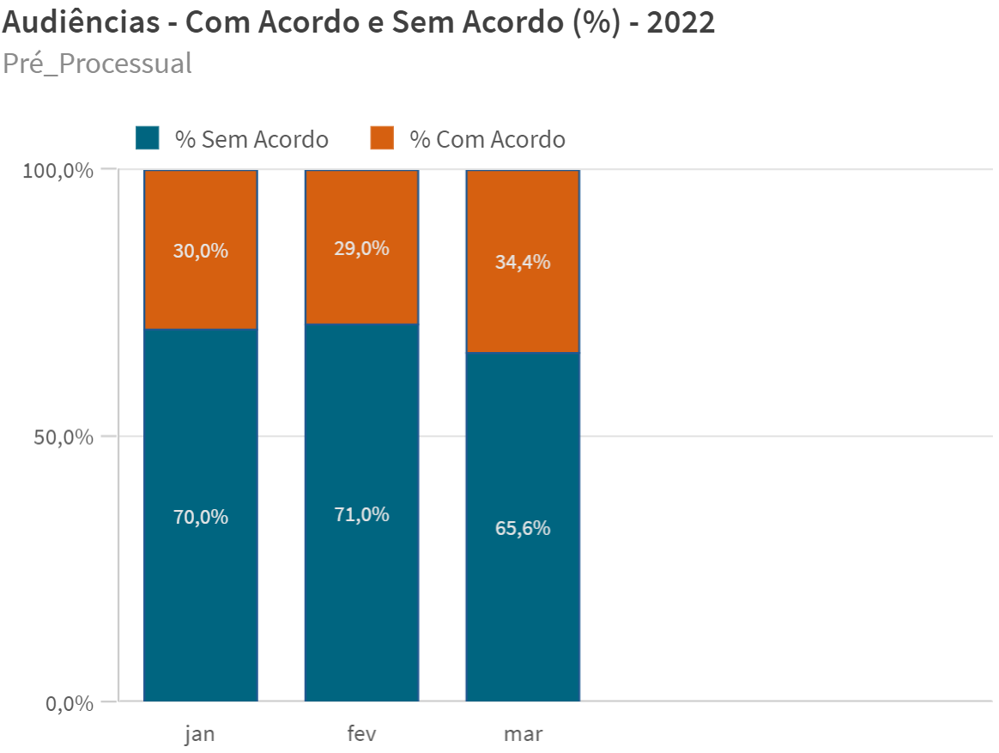 Audiências - Com Acordo e Sem Acordo (%) - 2022
Pré_Processual
% Sem Acordo % Com Acordo
100,0%
30,0% 29,0% 34,4%
50,0%
70,0% 71,0% 65,6%
0,0%
jan fev mar